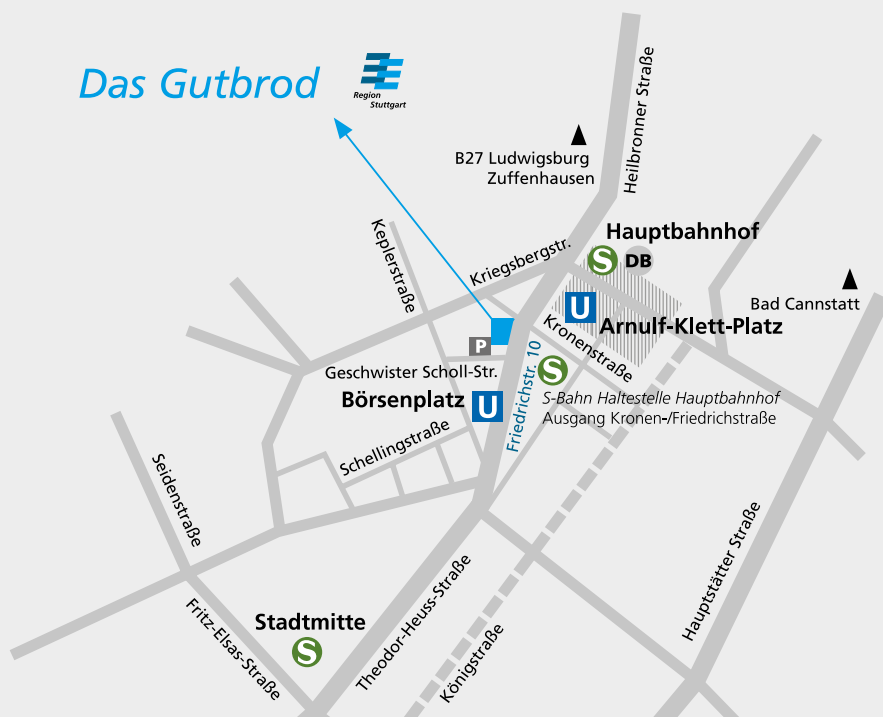 Das Gutbrod
Region
Stuttgart
Heilbronner Straße
B27 Ludwigsburg
Zuffenhausen
Hauptbahnhof
S DB
Keplerstraße
Kriegsbergstr.
Bad Cannstatt
U
Arnulf-Klett-Platz
Kronenstraße
P
Friedrichstr. 10
Geschwister Scholl-Str.
S
S-Bahn Haltestelle Hauptbahnhof
Ausgang Kronen-/Friedrichstraße
Börsenplatz U
Schellingstraße
Seidenstraße
Hauptstätter Straße
Theodor-Heuss-Straße
Fritz-Elsas-Straße
Stadtmitte
S
Königstraße